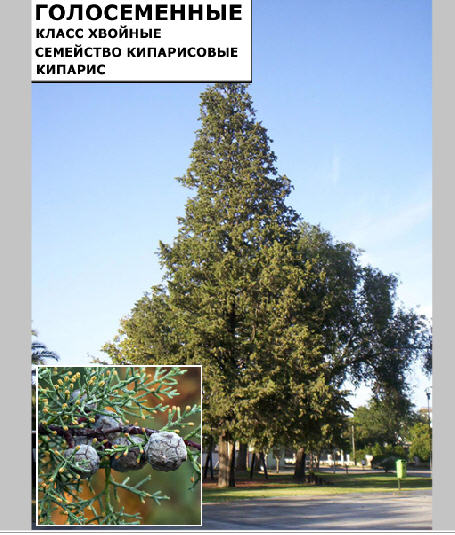 ГОЛОСЕМЕННЫЕ
КЛАСС ХВОЙНЫЕ
СЕМЕЙСТВО КИПАРИСОВЫЕ
КИПАРИС